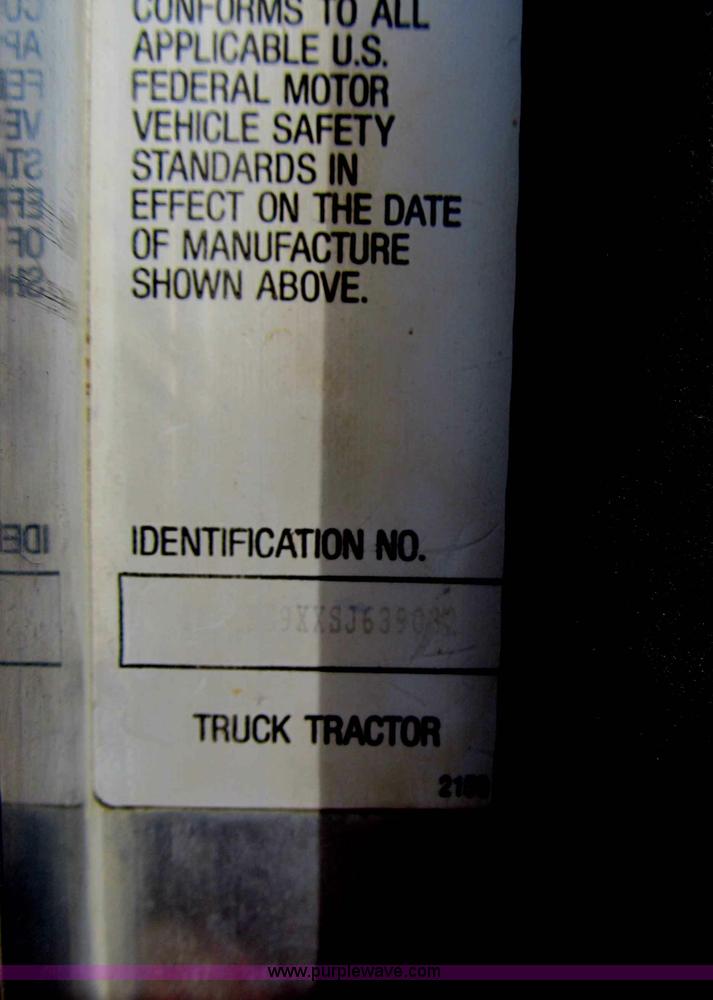 CONFORMS TO ALL
APPLICABLE U.S.
FEDERAL MOTOR
VEHICLE SAFETY
STANDARDS IN
EFFECT ON THE DATE
OF MANUFACTURE
SHOWN ABOVE.
IDENTIFICATION NO.
TRUCK TRACTOR
www.purplewave.com